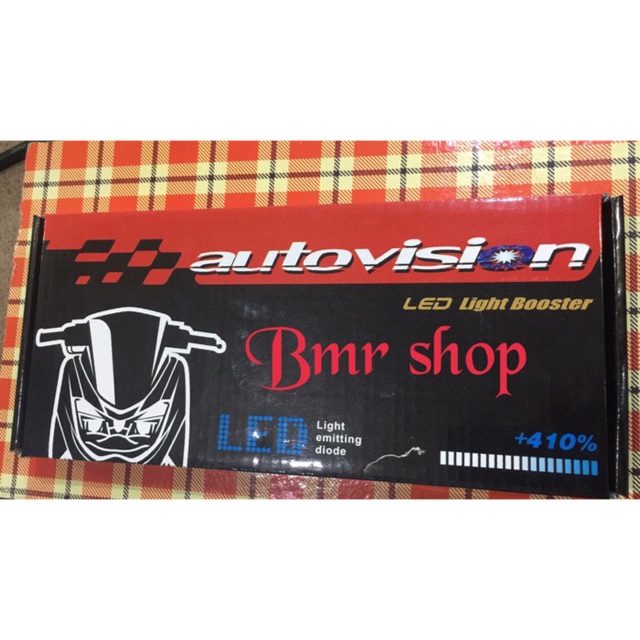 autovision
LED Light Booster
Bmr shop
LED
Light
emitting
diode
+410%